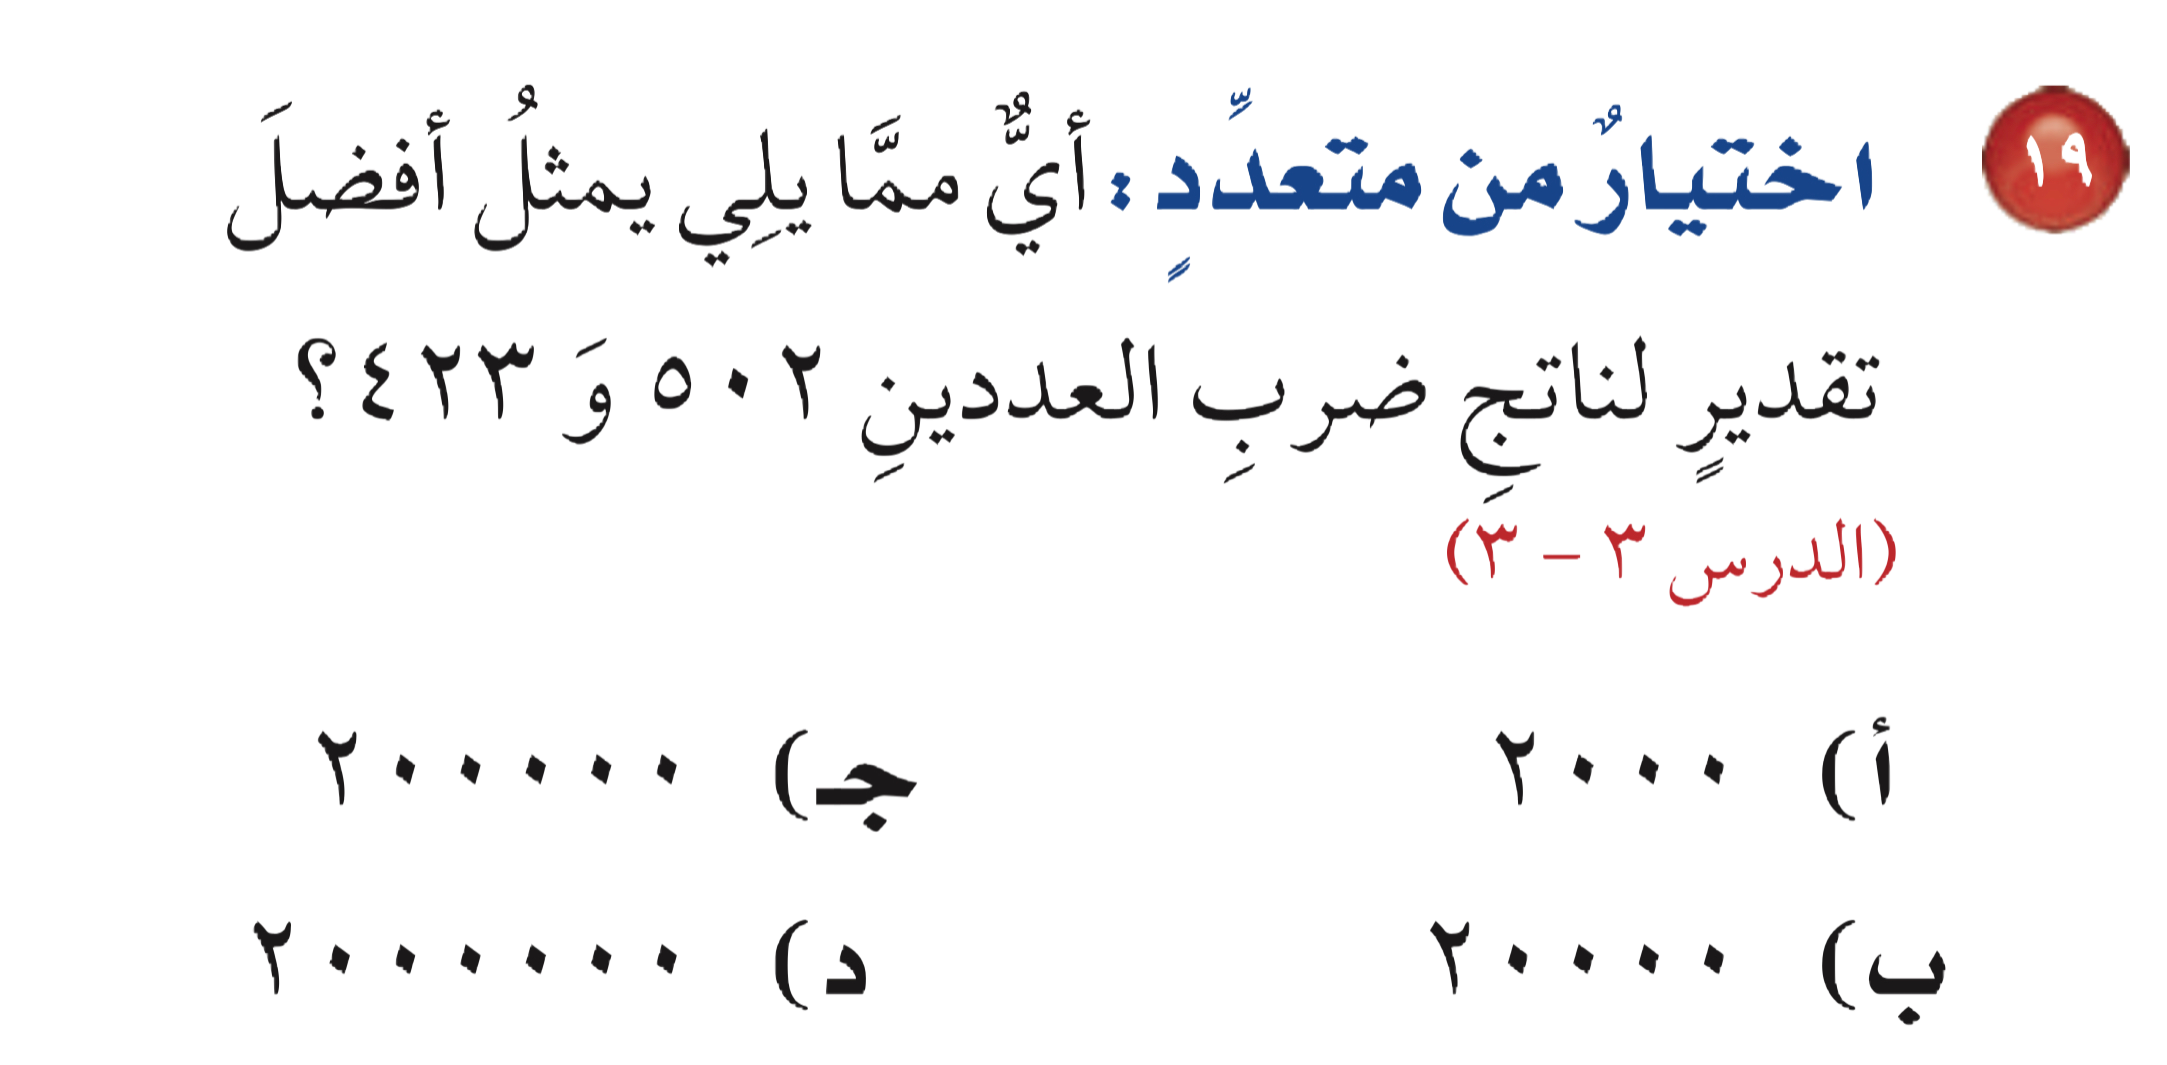 ١٩ اختيارٌ من متعدِّدٍ: أيٌّ ممَّا يلِي يمثلُ أفضلَ
تقديرٍ لناتجِ ضربِ العددينِ ٥٠٢ وَ ٤٢٣؟
(الدرس ٣ – ٣)
أ) ٢٠٠٠ جـ) ٢٠٠٠٠٠
ب) ٢٠٠٠٠ د) ٢٠٠٠٠٠٠